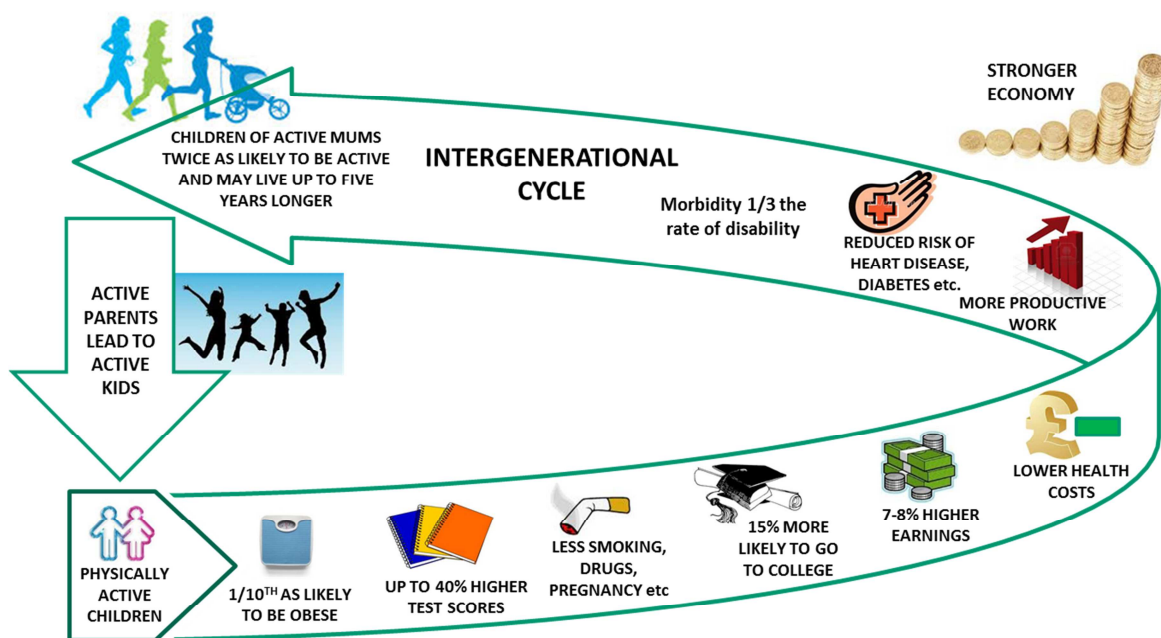 STRONGER
ECONOMY
CHILDREN OF ACTIVE MUMS
TWICE AS LIKELY TO BE ACTIVE
AND MAY LIVE UP TO FIVE
YEARS LONGER
INTERGENERATIONAL
CYCLE
Morbidity 1/3 the
rate of disability
REDUCED RISK OF
HEART DISEASE,
DIABETES etc.
MORE PRODUCTIVE
WORK
ACTIVE
PARENTS
LEAD TO
ACTIVE
KIDS
LOWER HEALTH
COSTS
7-8% HIGHER
EARNINGS
15% MORE
LIKELY TO GO
TO COLLEGE
LESS SMOKING,
DRUGS,
PREGNANCY etc
UP TO 40% HIGHER
TEST SCORES
1/10TH AS LIKELY
TO BE OBESE
PHYSICALLY
ACTIVE
CHILDREN